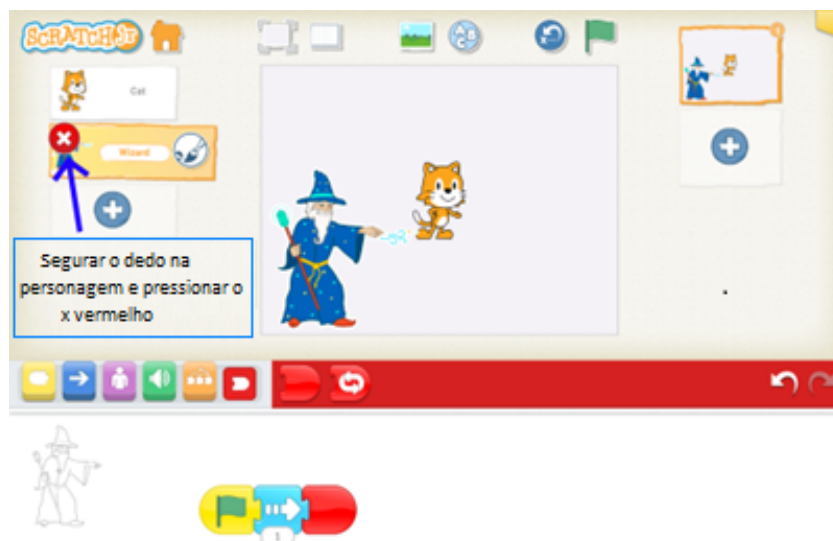 SCRATCHJR
Cat
Wizard
Segurar o dedo na
personagem e pressionar o
x vermelho
1